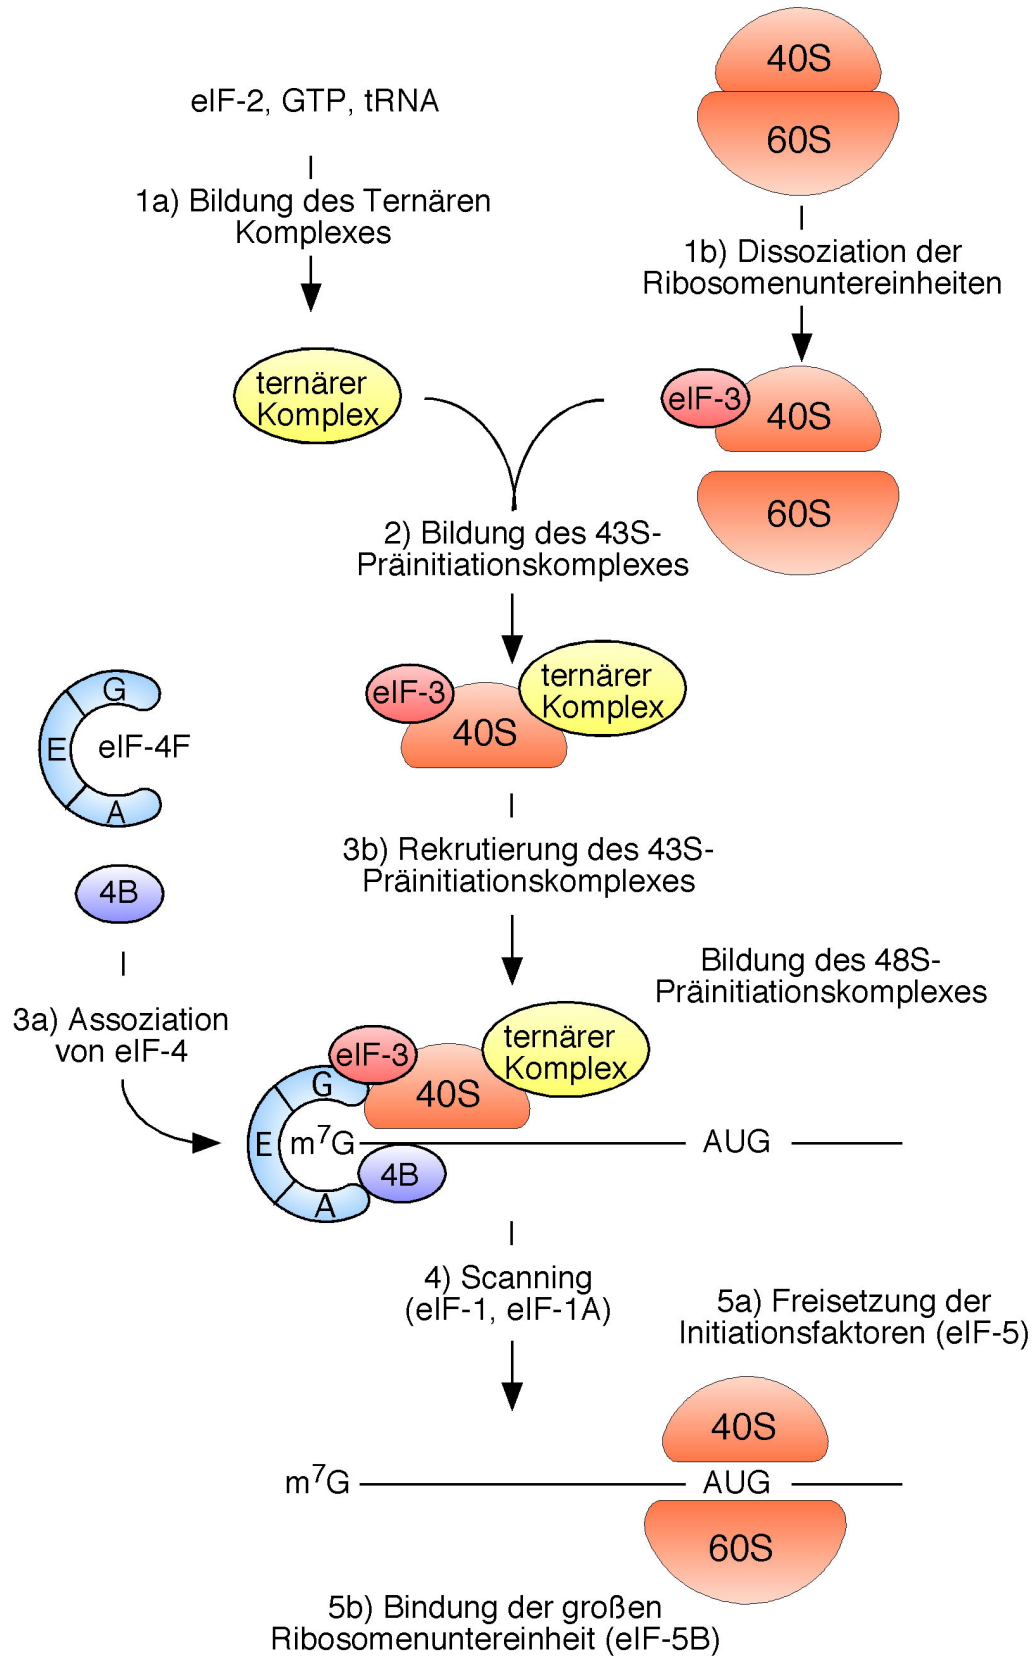 40S
60S
eIF-2, GTP, tRNA
1a) Bildung des Ternären
Komplexes
1b) Dissoziation der
Ribosomenuntereinheiten
ternärer
Komplex
eIF-3
40S
60S
2) Bildung des 43S-
Präinitiationskomplexes
eIF-3
40S
ternärer
Komplex
G
E
eIF-4F
A
4B
3b) Rekrutierung des 43S-
Präinitiationskomplexes
3a) Assoziation
von eIF-4
Bildung des 48S-
Präinitiationskomplexes
eIF-3
40S
ternärer
Komplex
G
E
m⁷G
AUG
4B
A
4) Scanning
(eIF-1, eIF-1A)
5a) Freisetzung der
Initiationsfaktoren (eIF-5)
40S
m⁷G
AUG
60S
5b) Bindung der großen
Ribosomenuntereinheit (eIF-5B)